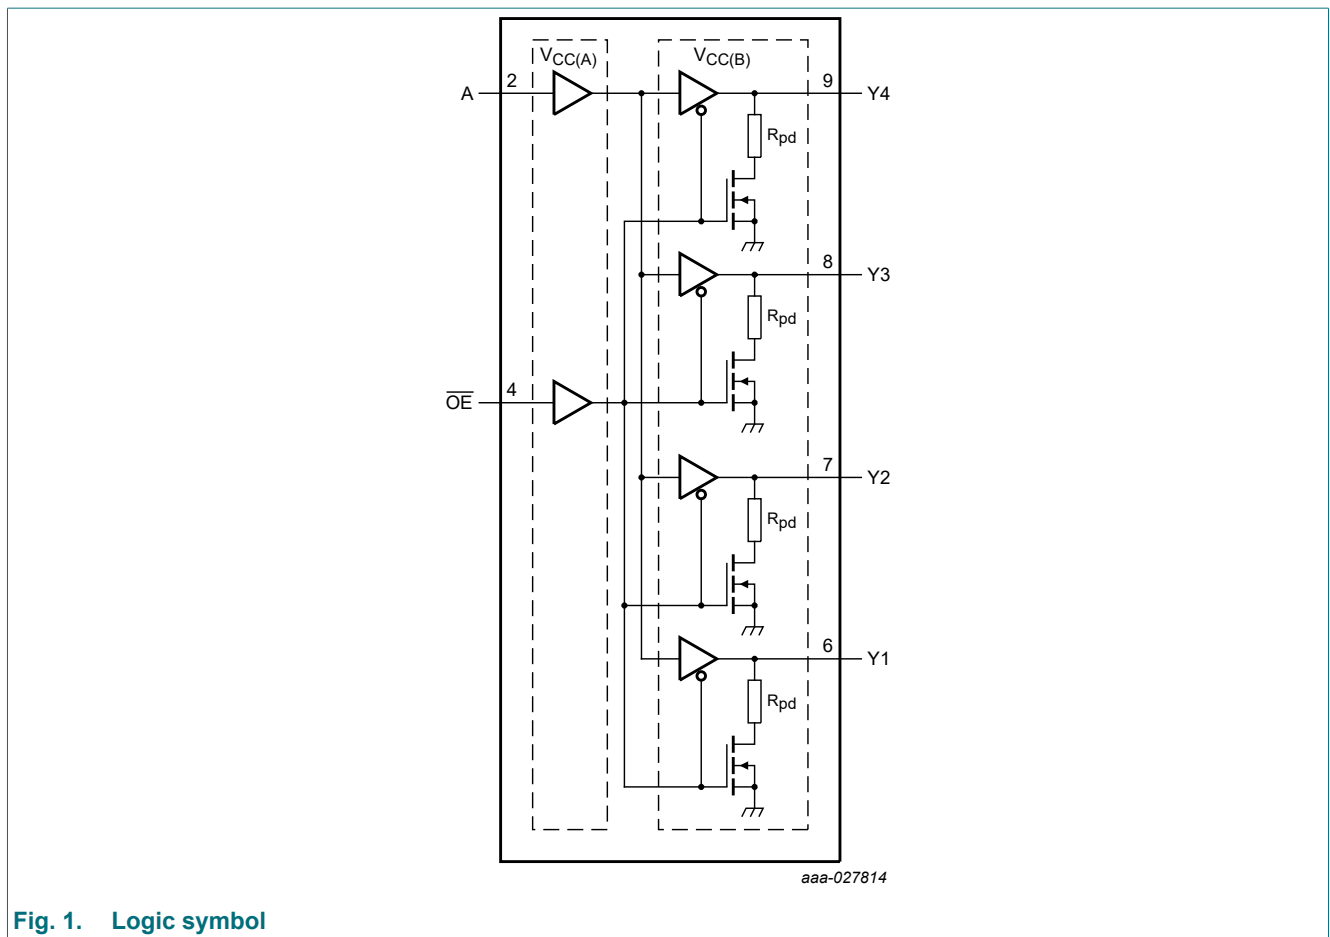 VCC(A) VCC(B)
A 2 9 Y4
Rpd
8 Y3
Rpd
OE 4
7 Y2
Rpd
6 Y1
Rpd
aaa-027814
Fig. 1. Logic symbol